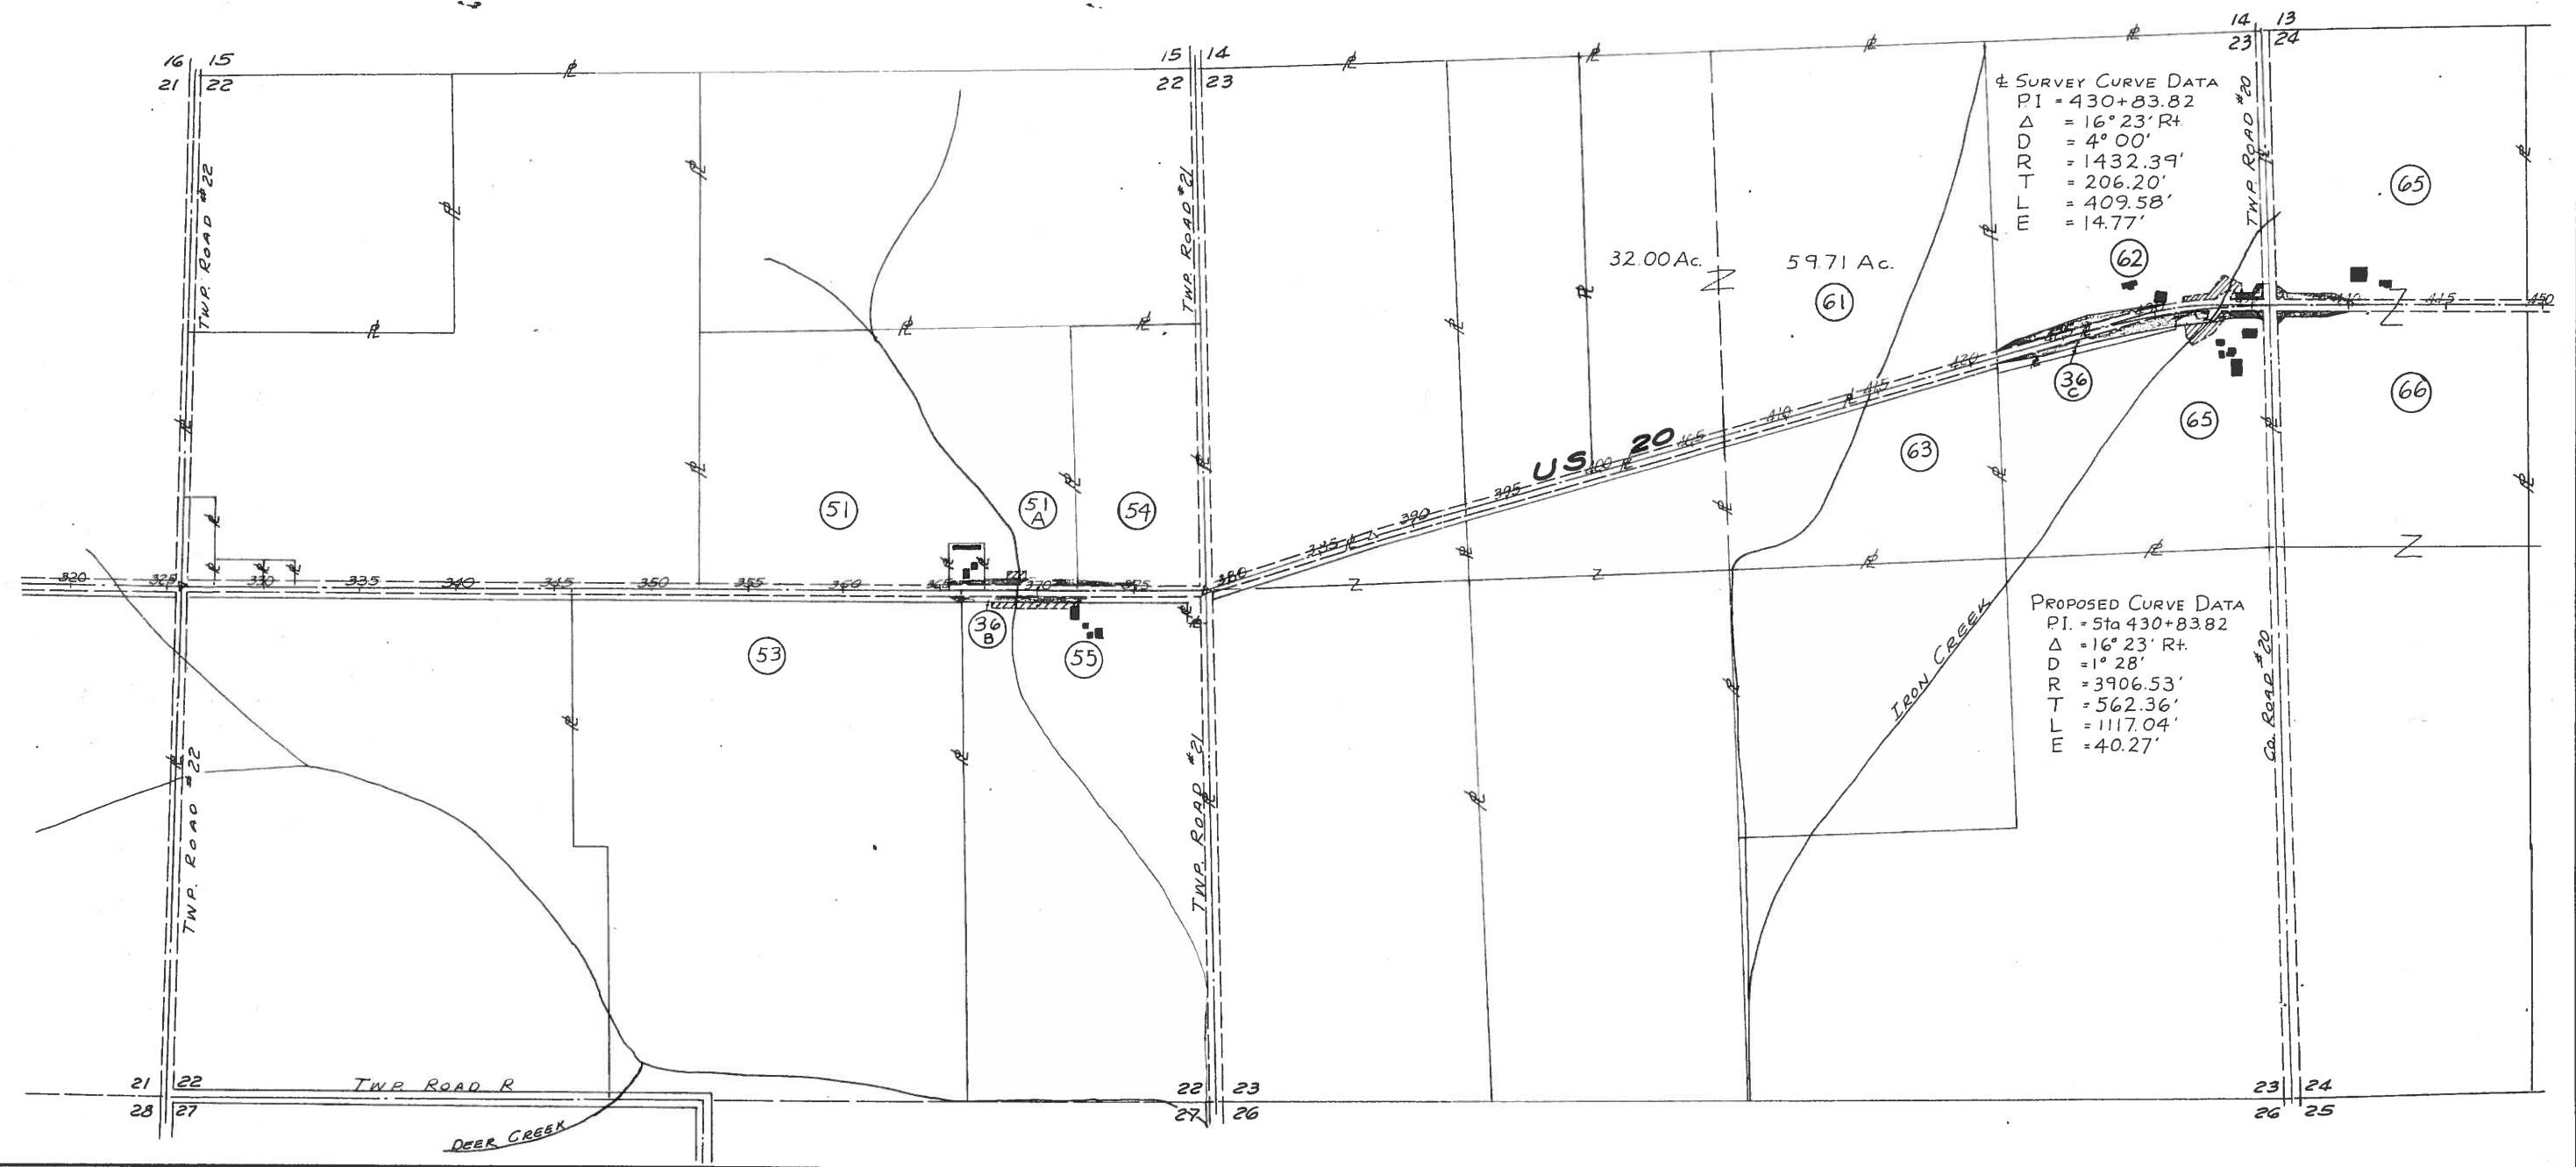 16 15
21 22
15 14
22 23
14 13
23 24
℄ SURVEY CURVE DATA
P.I = 430+83.82
Δ = 16° 23' Rt.
D = 4° 00'
R = 1432.39'
T = 206.20'
L = 409.58'
E = 14.77'
TWP. ROAD #22
TWP. ROAD #21
TWP. ROAD #20
65
62
32.00 Ac.
59.71 Ac.
61
36
C
65
66
63
US 20
51
51
A
54
320
325
330
335
340
345
350
355
360
365
370
375
380
385
390
395
400
405
410
415
420
415
450
36
B
53
55
PROPOSED CURVE DATA
P.I. = Sta 430+83.82
Δ = 16° 23' Rt.
D = 1° 28'
R = 3906.53'
T = 562.36'
L = 1117.04'
E = 40.27'
IRON CREEK
TWP. ROAD #22
TWP. ROAD #21
CO. ROAD #20
21 22
28 27
TWP. ROAD R
DEER CREEK
22 23
27 26
23 24
26 25